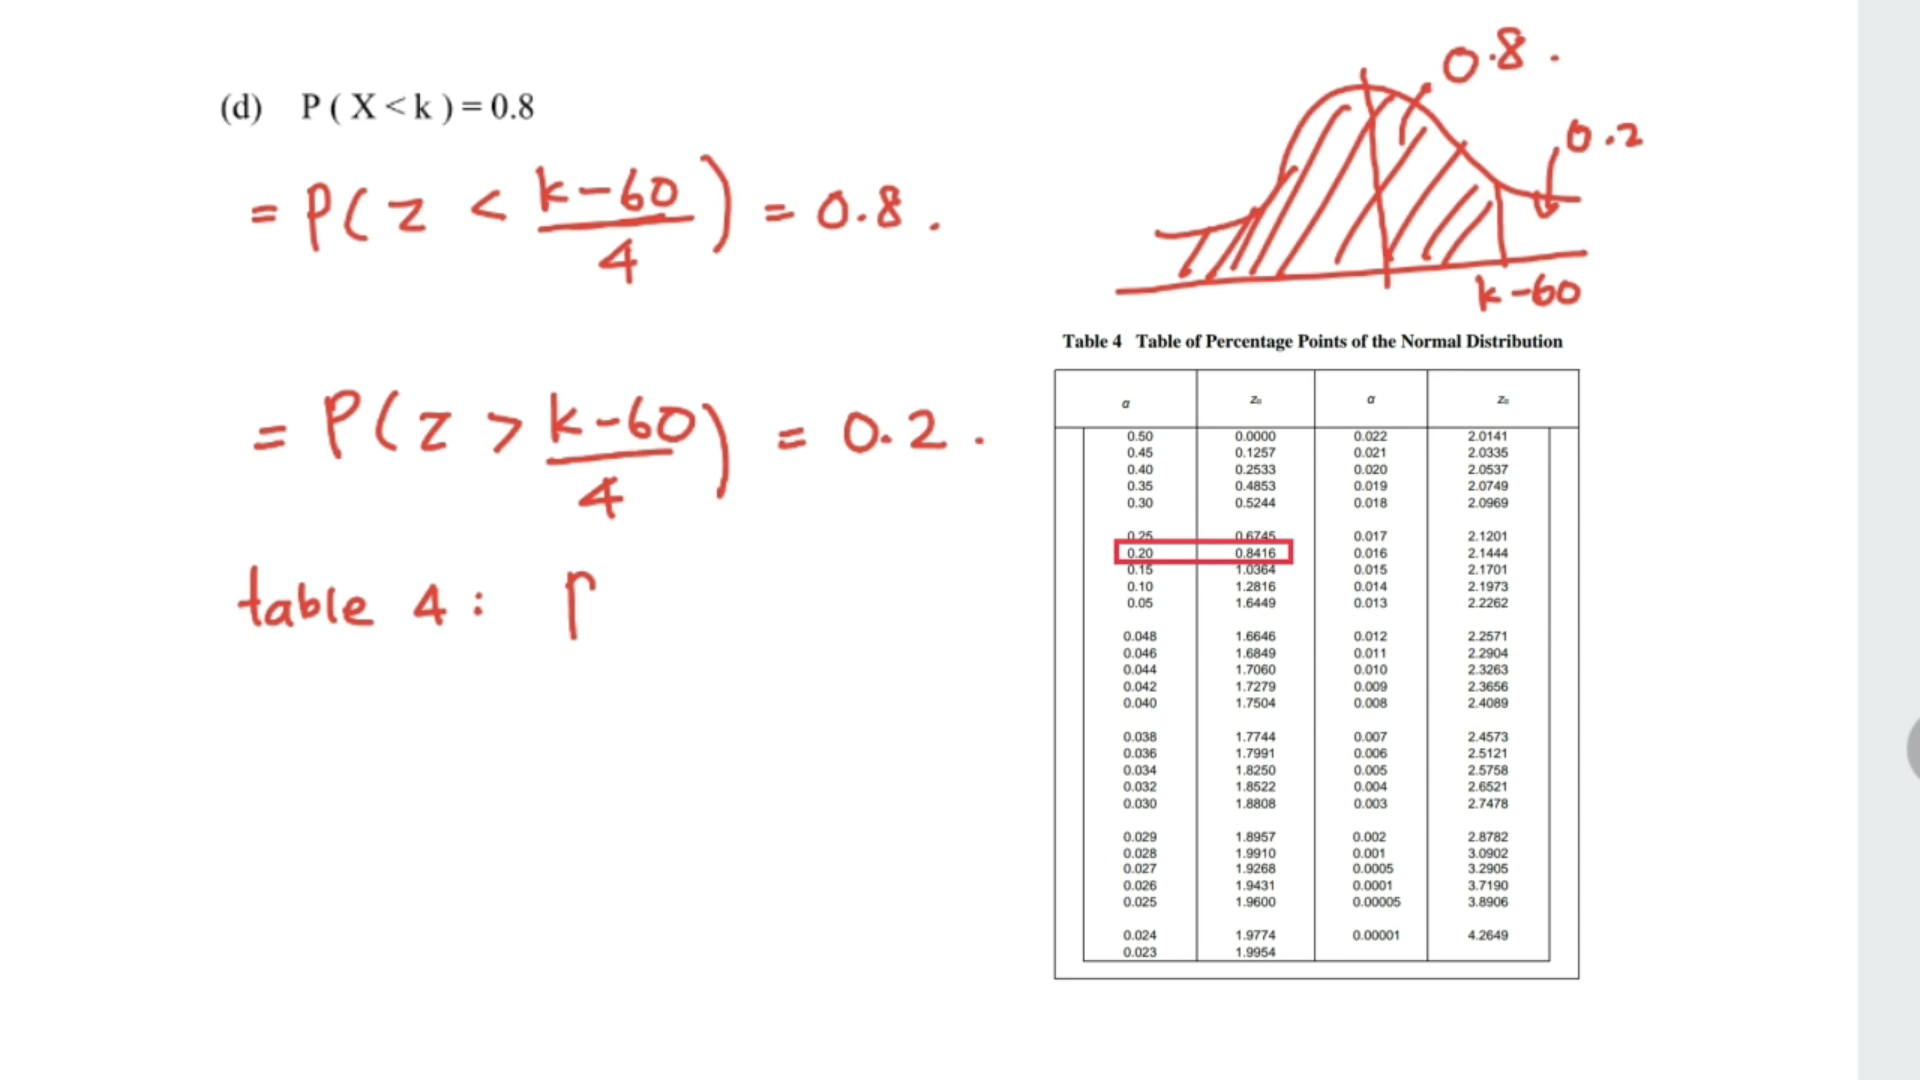 (d) P ( X < k ) = 0.8
= P( z < k-60 / 4 ) = 0.8 .
= P( z > k-60 / 4 ) = 0.2 .
table 4 :
0.8 .
0.2
k-60
Table 4 Table of Percentage Points of the Normal Distribution
α zα α zα
0.50 0.0000 0.022 2.0141
0.45 0.1257 0.021 2.0335
0.40 0.2533 0.020 2.0537
0.35 0.4853 0.019 2.0749
0.30 0.5244 0.018 2.0969
0.25 0.6745 0.017 2.1201
0.20 0.8416 0.016 2.1444
0.15 1.0364 0.015 2.1701
0.10 1.2816 0.014 2.1973
0.05 1.6449 0.013 2.2262
0.048 1.6646 0.012 2.2571
0.046 1.6849 0.011 2.2904
0.044 1.7060 0.010 2.3263
0.042 1.7279 0.009 2.3656
0.040 1.7504 0.008 2.4089
0.038 1.7744 0.007 2.4573
0.036 1.7991 0.006 2.5121
0.034 1.8250 0.005 2.5758
0.032 1.8522 0.004 2.6521
0.030 1.8808 0.003 2.7478
0.029 1.8957 0.002 2.8782
0.028 1.9910 0.001 3.0902
0.027 1.9268 0.0005 3.2905
0.026 1.9431 0.0001 3.7190
0.025 1.9600 0.00005 3.8906
0.024 1.9774 0.00001 4.2649
0.023 1.9954